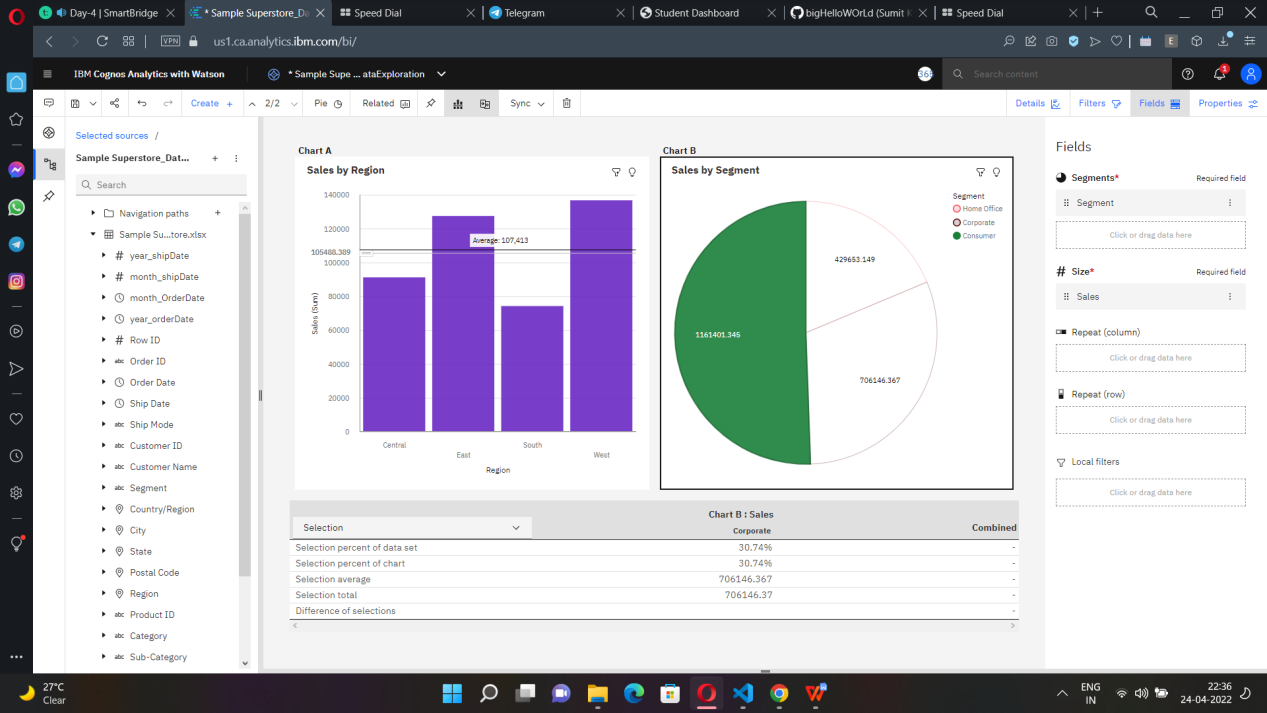 Day-4 | SmartBridge
* Sample Superstore_Da
Speed Dial
Telegram
Student Dashboard
bigHelloWOrLd (Sumit K
Speed Dial
VPN
us1.ca.analytics.ibm.com/bi/
IBM Cognos Analytics with Watson
* Sample Supe ... ataExploration
Search content
1
Create +
2/2
Pie
Related
Sync
Details
Filters
Fields
Properties
Selected sources /
Sample Superstore_Dat...
Search
Navigation paths
Sample Su...tore.xlsx
year_shipDate
month_shipDate
month_OrderDate
year_orderDate
Row ID
abc Order ID
Order Date
Ship Date
abc Ship Mode
abc Customer ID
abc Customer Name
abc Segment
Country/Region
City
State
Postal Code
Region
abc Product ID
abc Category
abc Sub-Category
Chart A
Sales by Region
140000
120000
105488.389
100000
80000
60000
40000
20000
0
Sales (Sum)
Average: 107,413
Central
East
South
West
Region
Chart B
Sales by Segment
Segment
Home Office
Corporate
Consumer
429653.149
1161401.345
706146.367
Selection
Chart B : Sales
Corporate
Combined
Selection percent of data set 30.74% -
Selection percent of chart 30.74% -
Selection average 706146.367 -
Selection total 706146.37 -
Difference of selections -
Fields
Segments* Required field
Segment
Click or drag data here
# Size* Required field
Sales
Repeat (column)
Click or drag data here
Repeat (row)
Click or drag data here
Local filters
Click or drag data here
27°C
Clear
ENG
IN
22:36
24-04-2022